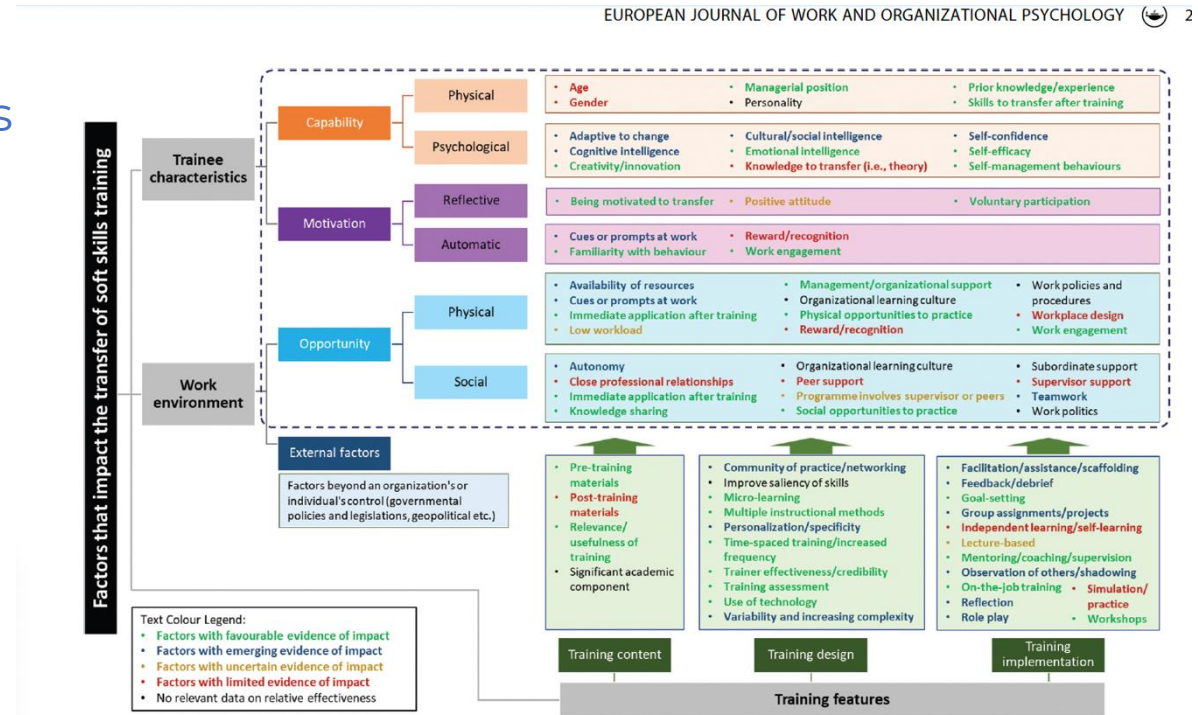 EUROPEAN JOURNAL OF WORK AND ORGANIZATIONAL PSYCHOLOGY 2
s
Factors that impact the transfer of soft skills training
Trainee
characteristics
Capability
Physical
• Age
• Gender
• Managerial position
• Personality
• Prior knowledge/experience
• Skills to transfer after training
Psychological
• Adaptive to change
• Cognitive intelligence
• Creativity/innovation
• Cultural/social intelligence
• Emotional intelligence
• Knowledge to transfer (i.e., theory)
• Self-confidence
• Self-efficacy
• Self-management behaviours
Motivation
Reflective
• Being motivated to transfer
• Positive attitude
• Voluntary participation
Automatic
• Cues or prompts at work
• Familiarity with behaviour
• Reward/recognition
• Work engagement
Work
environment
Opportunity
Physical
• Availability of resources
• Cues or prompts at work
• Immediate application after training
• Low workload
• Management/organizational support
• Organizational learning culture
• Physical opportunities to practice
• Reward/recognition
• Work policies and
procedures
• Workplace design
• Work engagement
Social
• Autonomy
• Close professional relationships
• Immediate application after training
• Knowledge sharing
• Organizational learning culture
• Peer support
• Programme involves supervisor or peers
• Social opportunities to practice
• Subordinate support
• Supervisor support
• Teamwork
• Work politics
External factors
Factors beyond an organization's or
individual's control (governmental
policies and legislations, geopolitical etc.)
• Pre-training
materials
• Post-training
materials
• Relevance/
usefulness of
training
• Significant academic
component
Training content
• Community of practice/networking
• Improve saliency of skills
• Micro-learning
• Multiple instructional methods
• Personalization/specificity
• Time-spaced training/increased
frequency
• Trainer effectiveness/credibility
• Training assessment
• Use of technology
• Variability and increasing complexity
Training design
• Facilitation/assistance/scaffolding
• Feedback/debrief
• Goal-setting
• Group assignments/projects
• Independent learning/self-learning
• Lecture-based
• Mentoring/coaching/supervision
• Observation of others/shadowing
• On-the-job training
• Reflection
• Role play
• Simulation/
practice
• Workshops
Training
implementation
Training features
Text Colour Legend:
• Factors with favourable evidence of impact
• Factors with emerging evidence of impact
• Factors with uncertain evidence of impact
• Factors with limited evidence of impact
• No relevant data on relative effectiveness